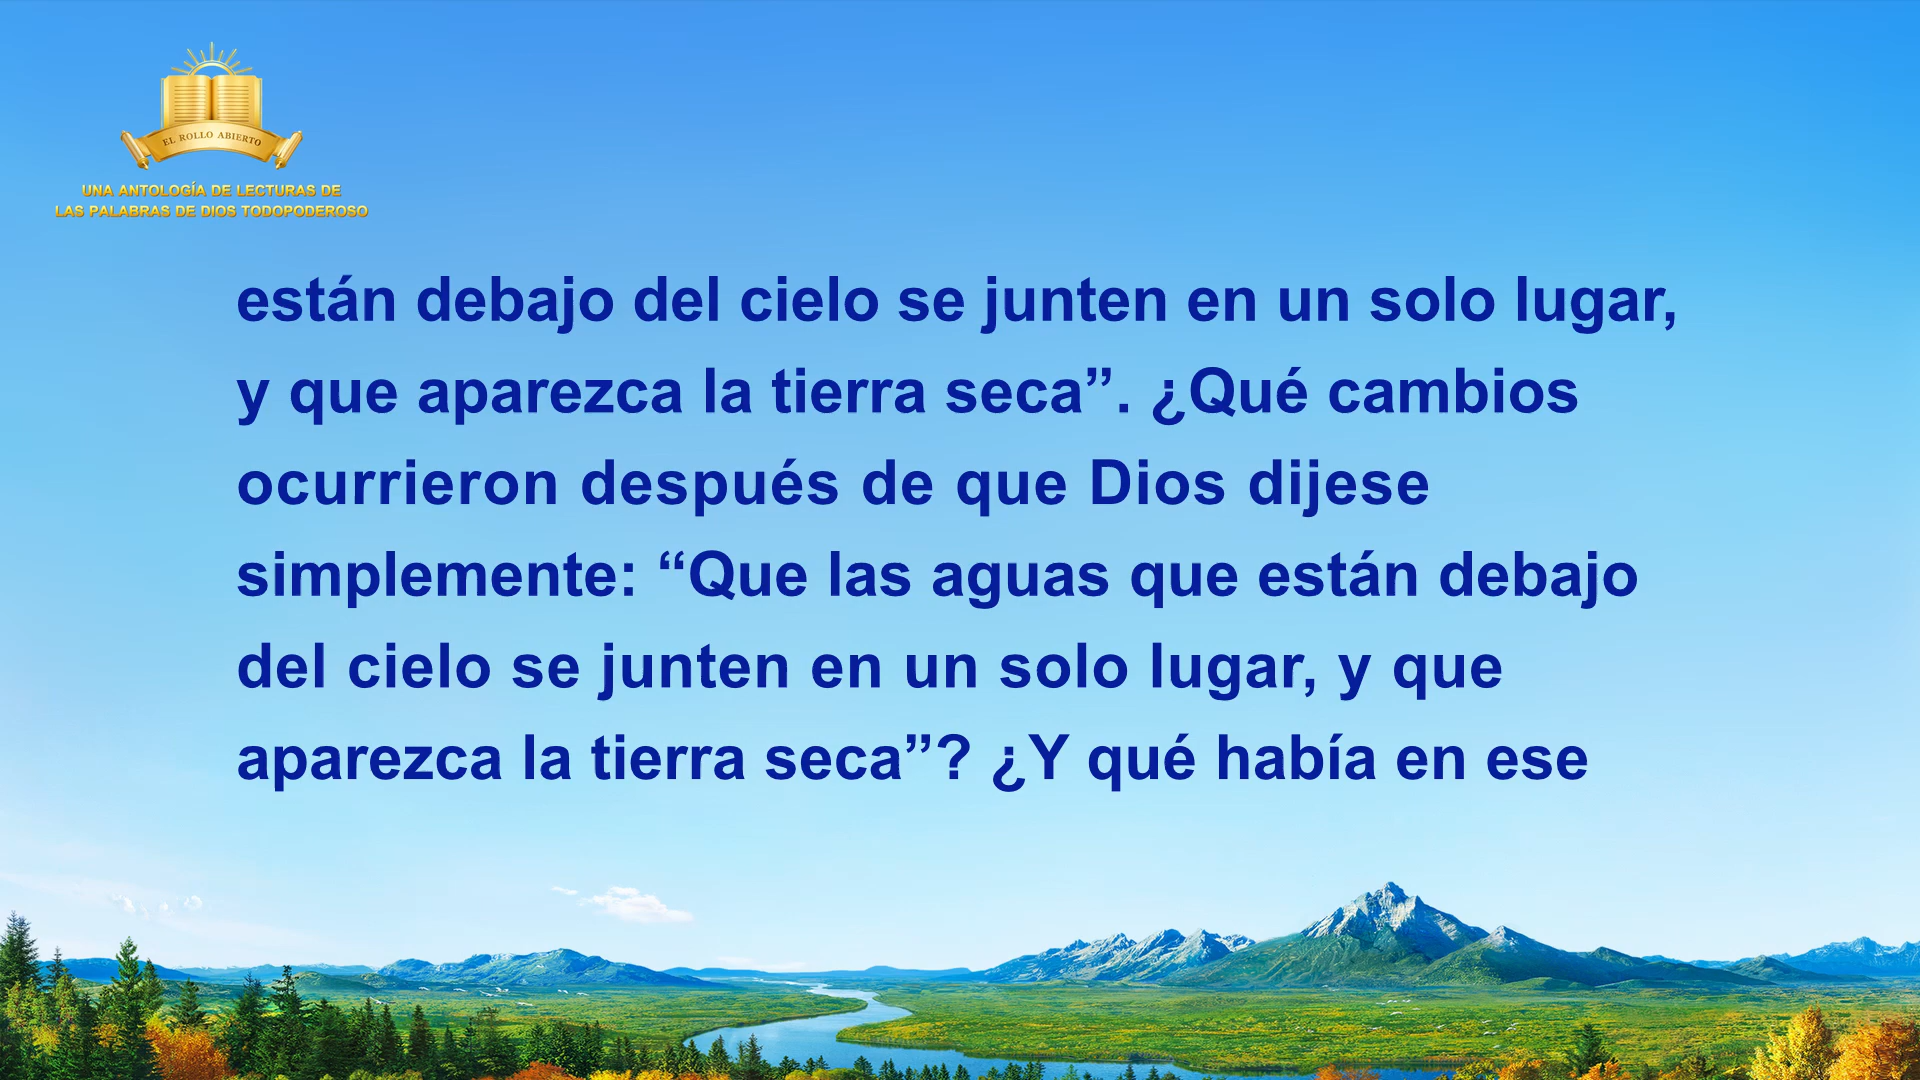 EL ROLLO ABIERTO
UNA ANTOLOGÍA DE LECTURAS DE
LAS PALABRAS DE DIOS TODOPODEROSO
están debajo del cielo se junten en un solo lugar,
y que aparezca la tierra seca”. ¿Qué cambios
ocurrieron después de que Dios dijese
simplemente: “Que las aguas que están debajo
del cielo se junten en un solo lugar, y que
aparezca la tierra seca”? ¿Y qué había en ese